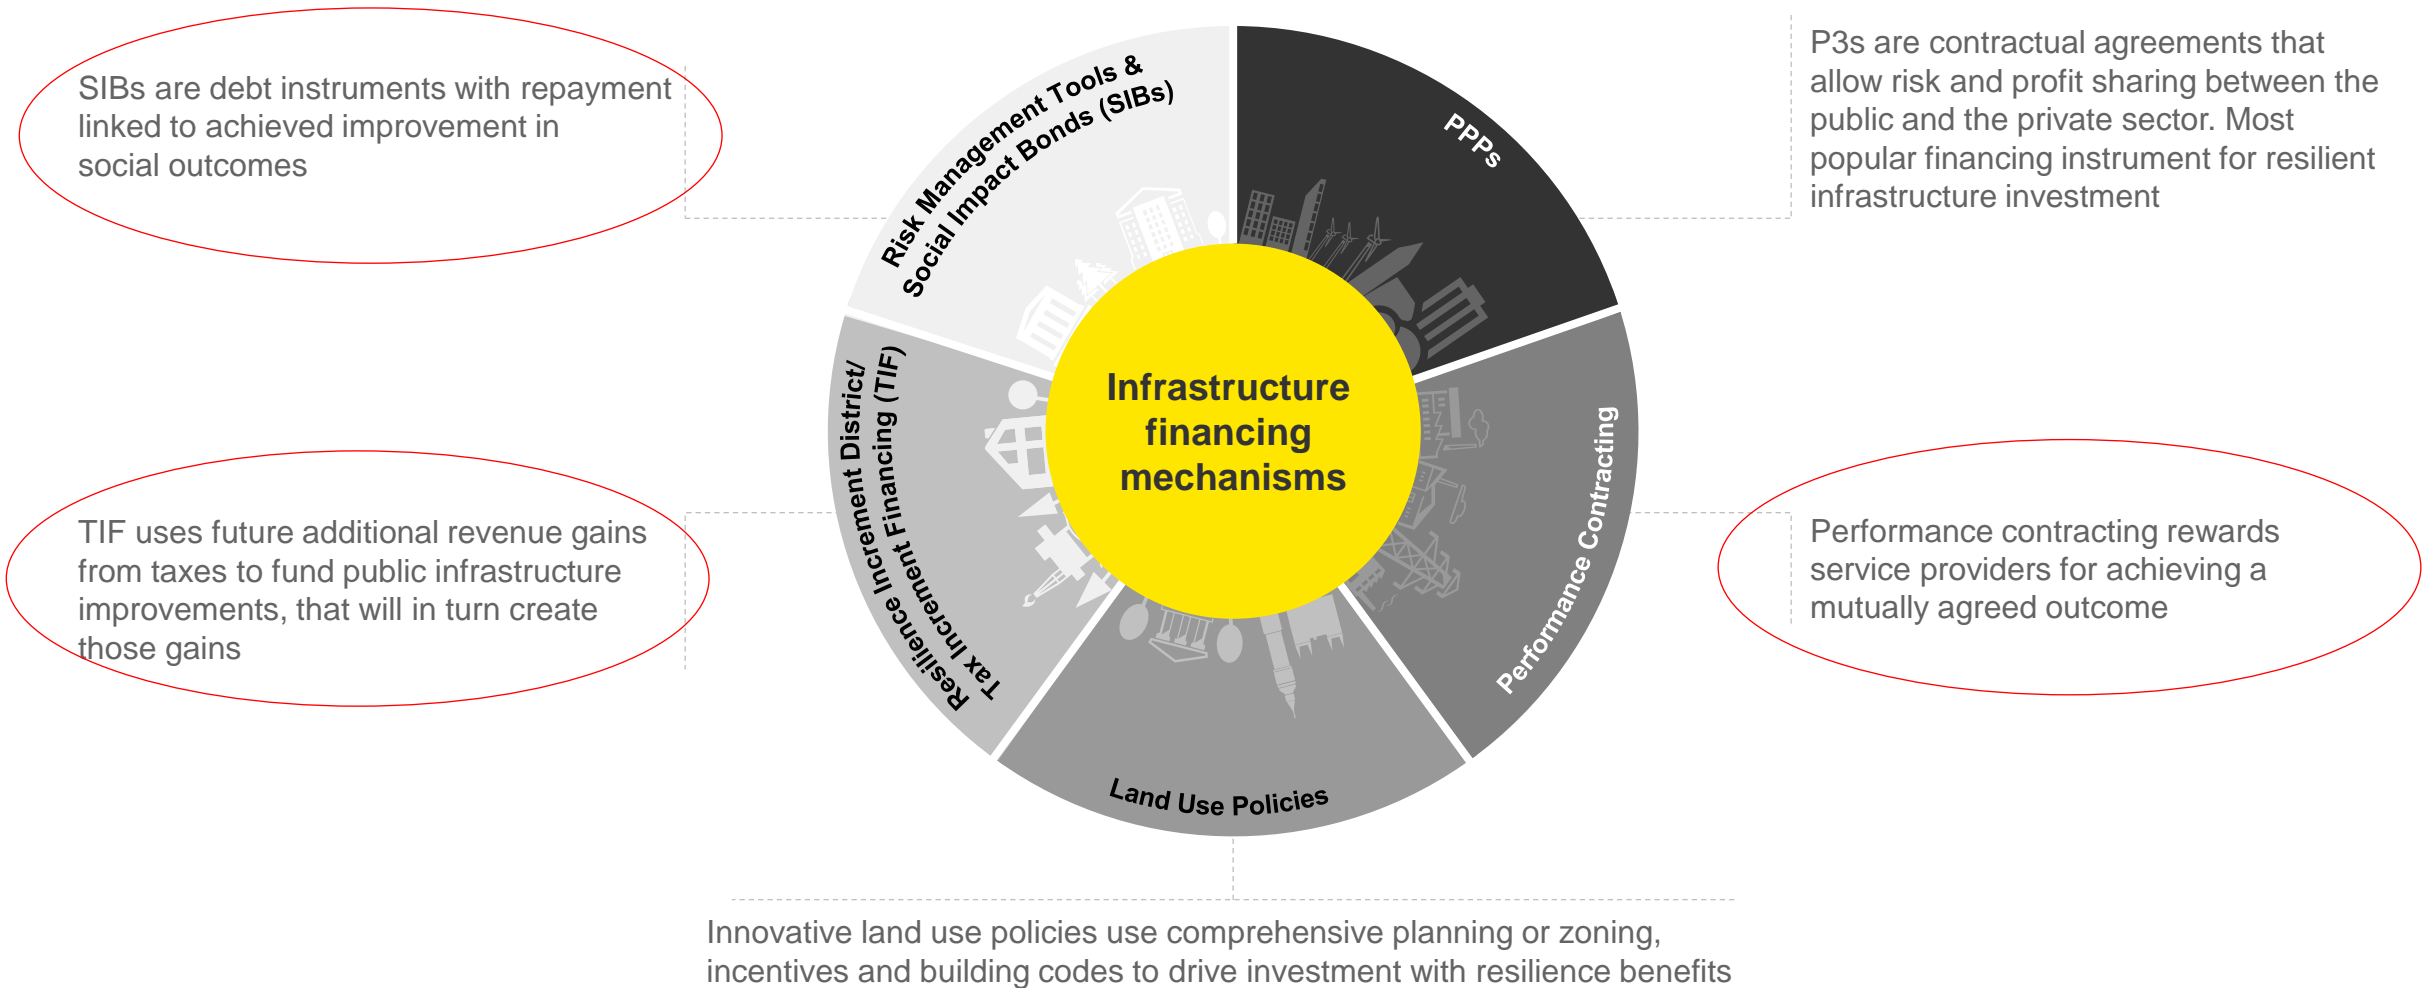 SIBs are debt instruments with repayment
linked to achieved improvement in
social outcomes
Risk Management Tools &
Social Impact Bonds (SIBs)
PPPs
P3s are contractual agreements that
allow risk and profit sharing between the
public and the private sector. Most
popular financing instrument for resilient
infrastructure investment
Infrastructure
financing
mechanisms
TIF uses future additional revenue gains
from taxes to fund public infrastructure
improvements, that will in turn create
those gains
Resilience Increment District/
Tax Increment Financing (TIF)
Performance Contracting
Performance contracting rewards
service providers for achieving a
mutually agreed outcome
Land Use Policies
Innovative land use policies use comprehensive planning or zoning,
incentives and building codes to drive investment with resilience benefits